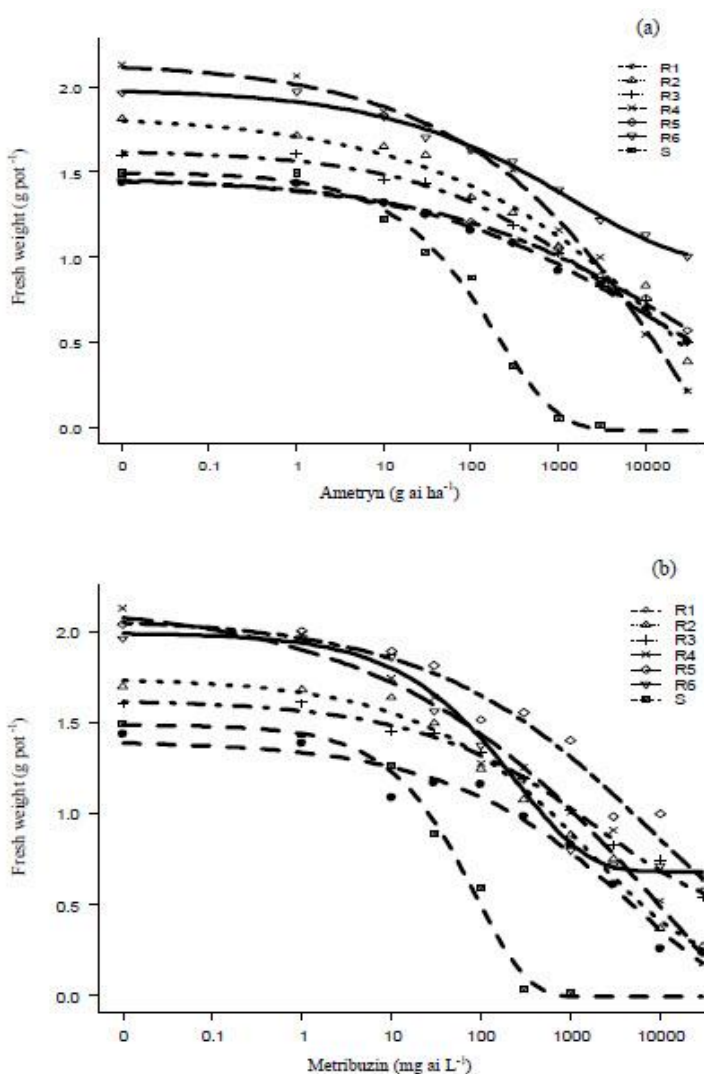 (a)
Fresh weight (g pot⁻¹)
2.0
1.5
1.0
0.5
0.0
R1
R2
R3
R4
R5
R6
S
0 0.1 1 10 100 1000 10000
Ametryn (g ai ha⁻¹)
(b)
Fresh weight (g pot⁻¹)
2.0
1.5
1.0
0.5
0.0
R1
R2
R3
R4
R5
R6
S
0 0.1 1 10 100 1000 10000
Metribuzin (mg ai L⁻¹)